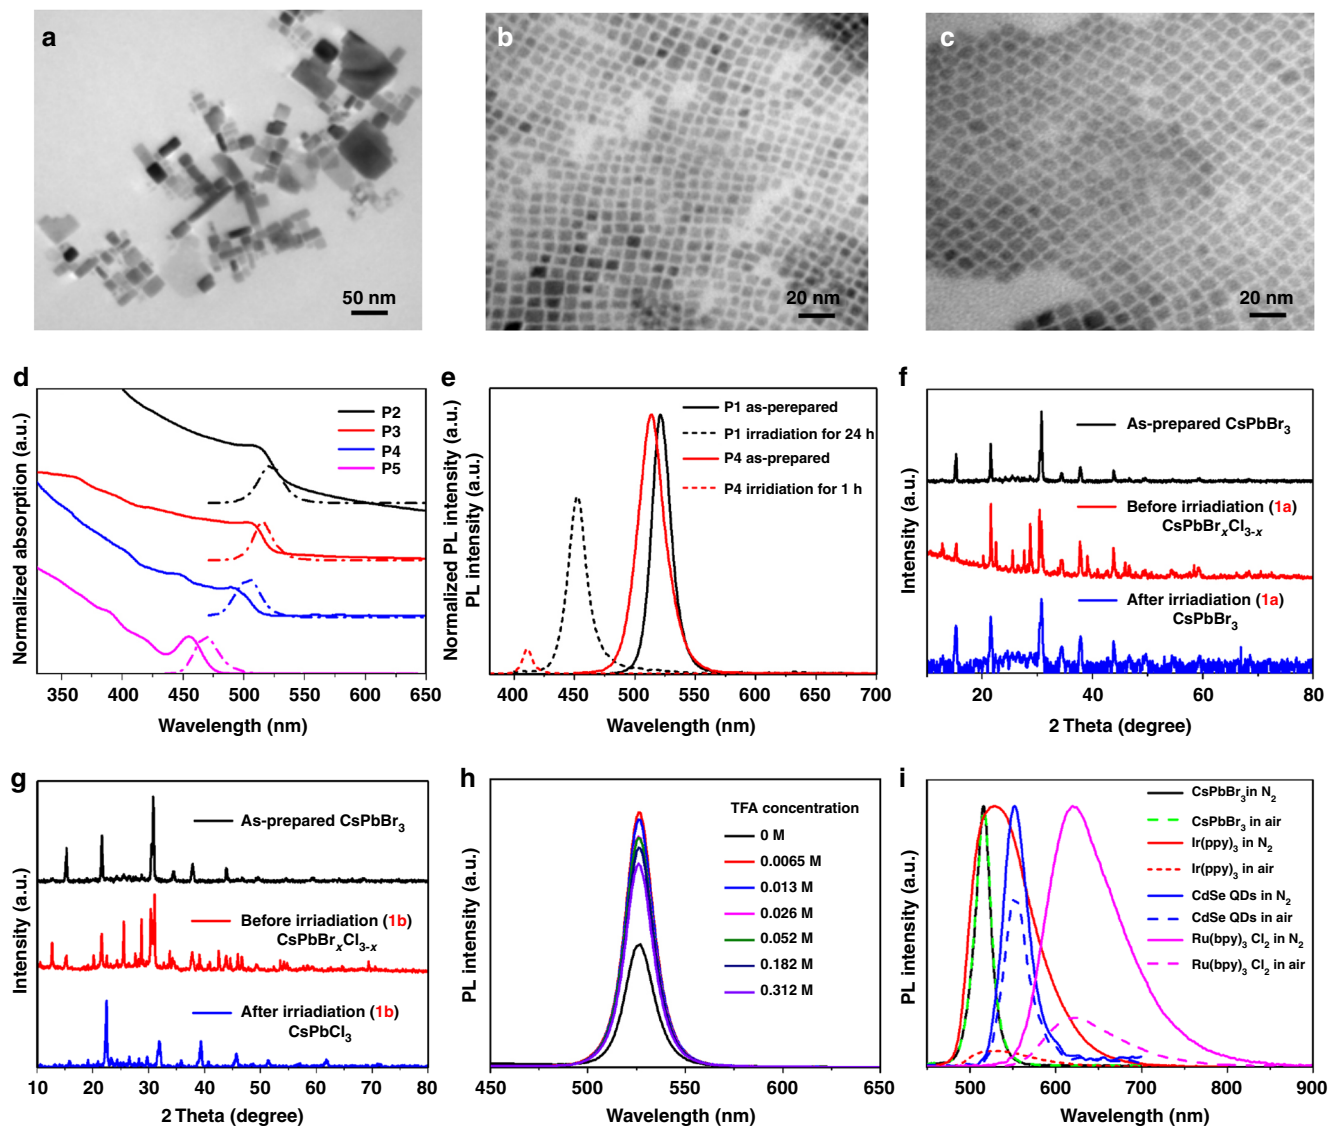 a
50 nm
b
20 nm
c
20 nm
d
Normalized absorption (a.u.)
P2
P3
P4
P5
350 400 450 500 550 600 650
Wavelength (nm)
e
Normalized PL intensity (a.u.)
PL intensity (a.u.)
P1 as-perepared
P1 irradiation for 24 h
P4 as-prepared
P4 irridiation for 1 h
400 450 500 550 600 650 700
Wavelength (nm)
f
Intensity (a.u.)
As-prepared CsPbBr3
Before irriadiation (1a)
CsPbBrxCl3-x
After irriadiation (1a)
CsPbBr3
20 40 60 80
2 Theta (degree)
g
Intensity (a.u.)
As-prepared CsPbBr3
Before irriadiation (1b)
CsPbBrxCl3-x
After irriadiation (1b)
CsPbCl3
10 20 30 40 50 60 70 80
2 Theta (degree)
h
PL intensity (a.u.)
TFA concentration
0 M
0.0065 M
0.013 M
0.026 M
0.052 M
0.182 M
0.312 M
450 500 550 600 650
Wavelength (nm)
i
PL intensity (a.u.)
CsPbBr3 in N2
CsPbBr3 in air
Ir(ppy)3 in N2
Ir(ppy)3 in air
CdSe QDs in N2
CdSe QDs in air
Ru(bpy)3 Cl2 in N2
Ru(bpy)3 Cl2 in air
500 600 700 800 900
Wavelength (nm)